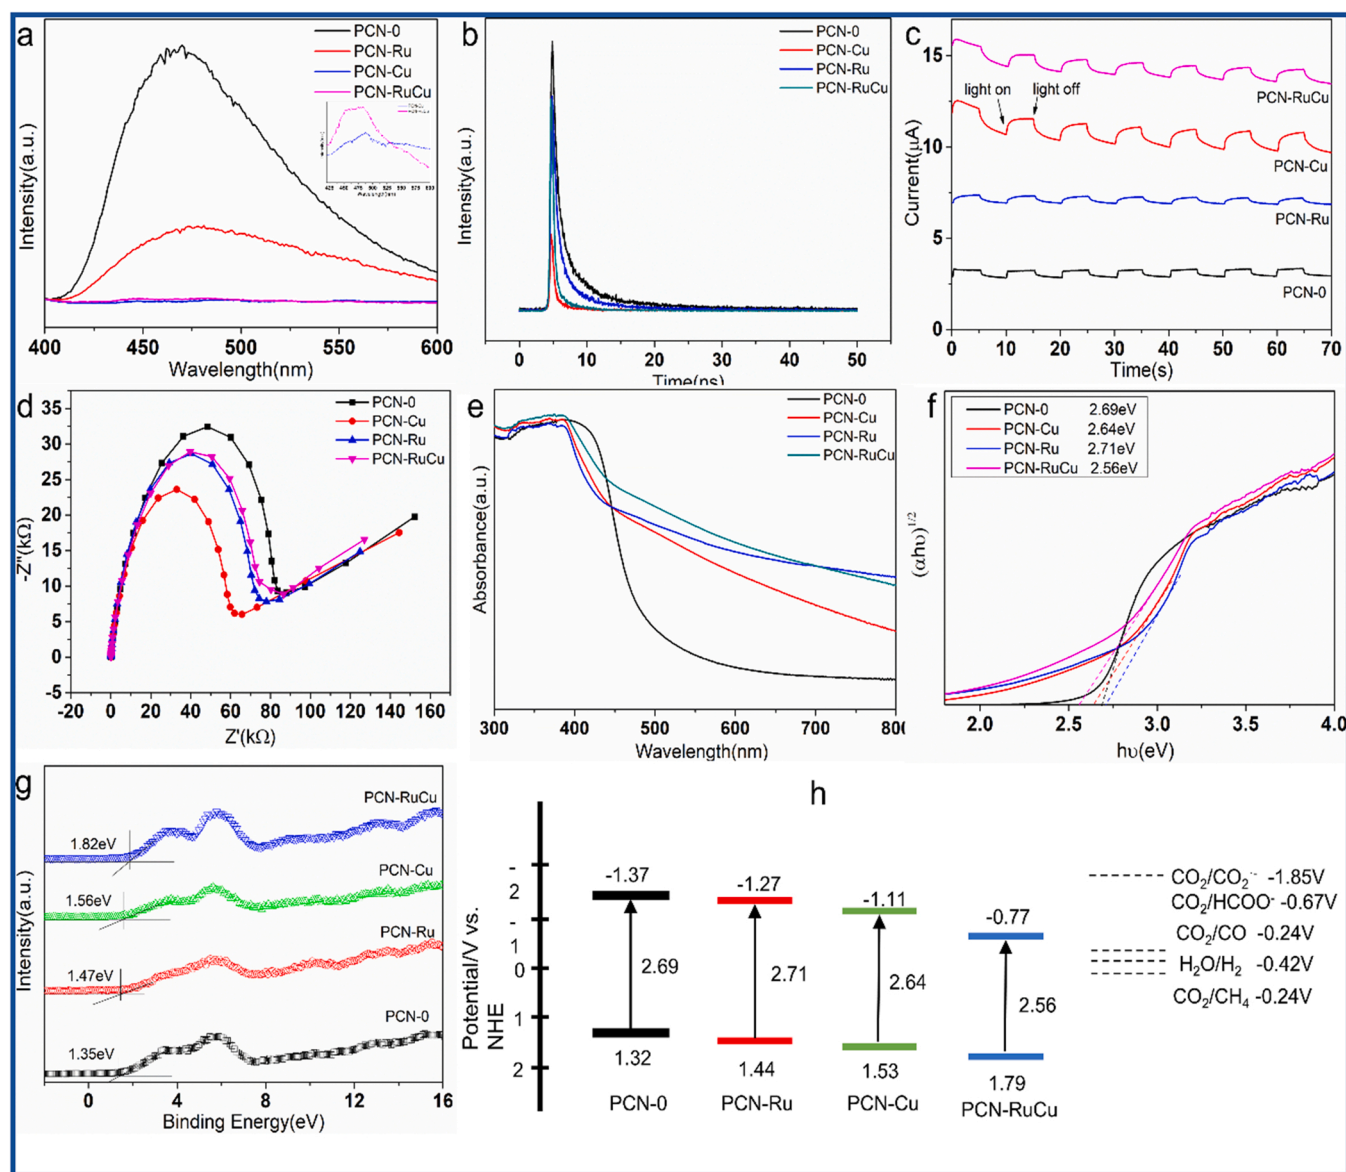 a
PCN-0
PCN-Ru
PCN-Cu
PCN-RuCu
Intensity(a.u.)
400 450 500 550 600
Wavelength(nm)
b
PCN-0
PCN-Cu
PCN-Ru
PCN-RuCu
Intensity(a.u.)
0 10 20 30 40 50
Time(ns)
c
15
10
5
0
Current(μA)
light on
light off
PCN-RuCu
PCN-Cu
PCN-Ru
PCN-0
0 10 20 30 40 50 60 70
Time(s)
d
PCN-0
PCN-Cu
PCN-Ru
PCN-RuCu
35
30
25
20
15
10
5
0
-5
-Z'(kΩ)
-20 0 20 40 60 80 100 120 140 160
Z'(kΩ)
e
PCN-0
PCN-Cu
PCN-Ru
PCN-RuCu
Absorbance(a.u.)
300 400 500 600 700 800
Wavelength(nm)
f
PCN-0 2.69eV
PCN-Cu 2.64eV
PCN-Ru 2.71eV
PCN-RuCu 2.56eV
(αhυ)1/2
2.0 2.5 3.0 3.5 4.0
hυ(eV)
g
PCN-RuCu
1.82eV
PCN-Cu
1.56eV
PCN-Ru
1.47eV
PCN-0
1.35eV
Intensity(a.u.)
0 4 8 12 16
Binding Energy(eV)
h
Potential/V vs.
NHE
-
2
-
1
0
1
2
-1.37
2.69
1.32
PCN-0
-1.27
2.71
1.44
PCN-Ru
-1.11
2.64
1.53
PCN-Cu
-0.77
2.56
1.79
PCN-RuCu
CO2/CO2·- -1.85V
CO2/HCOO- -0.67V
CO2/CO -0.24V
H2O/H2 -0.42V
CO2/CH4 -0.24V